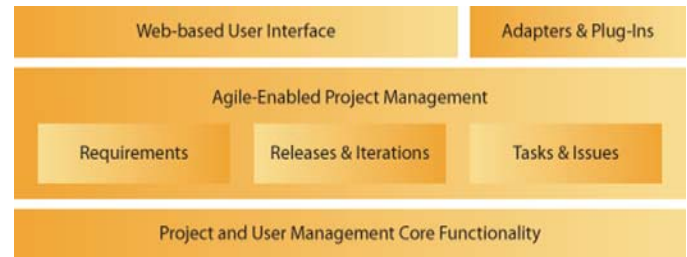 Web-based User Interface
Adapters & Plug-Ins
Agile-Enabled Project Management
Requirements
Releases & Iterations
Tasks & Issues
Project and User Management Core Functionality